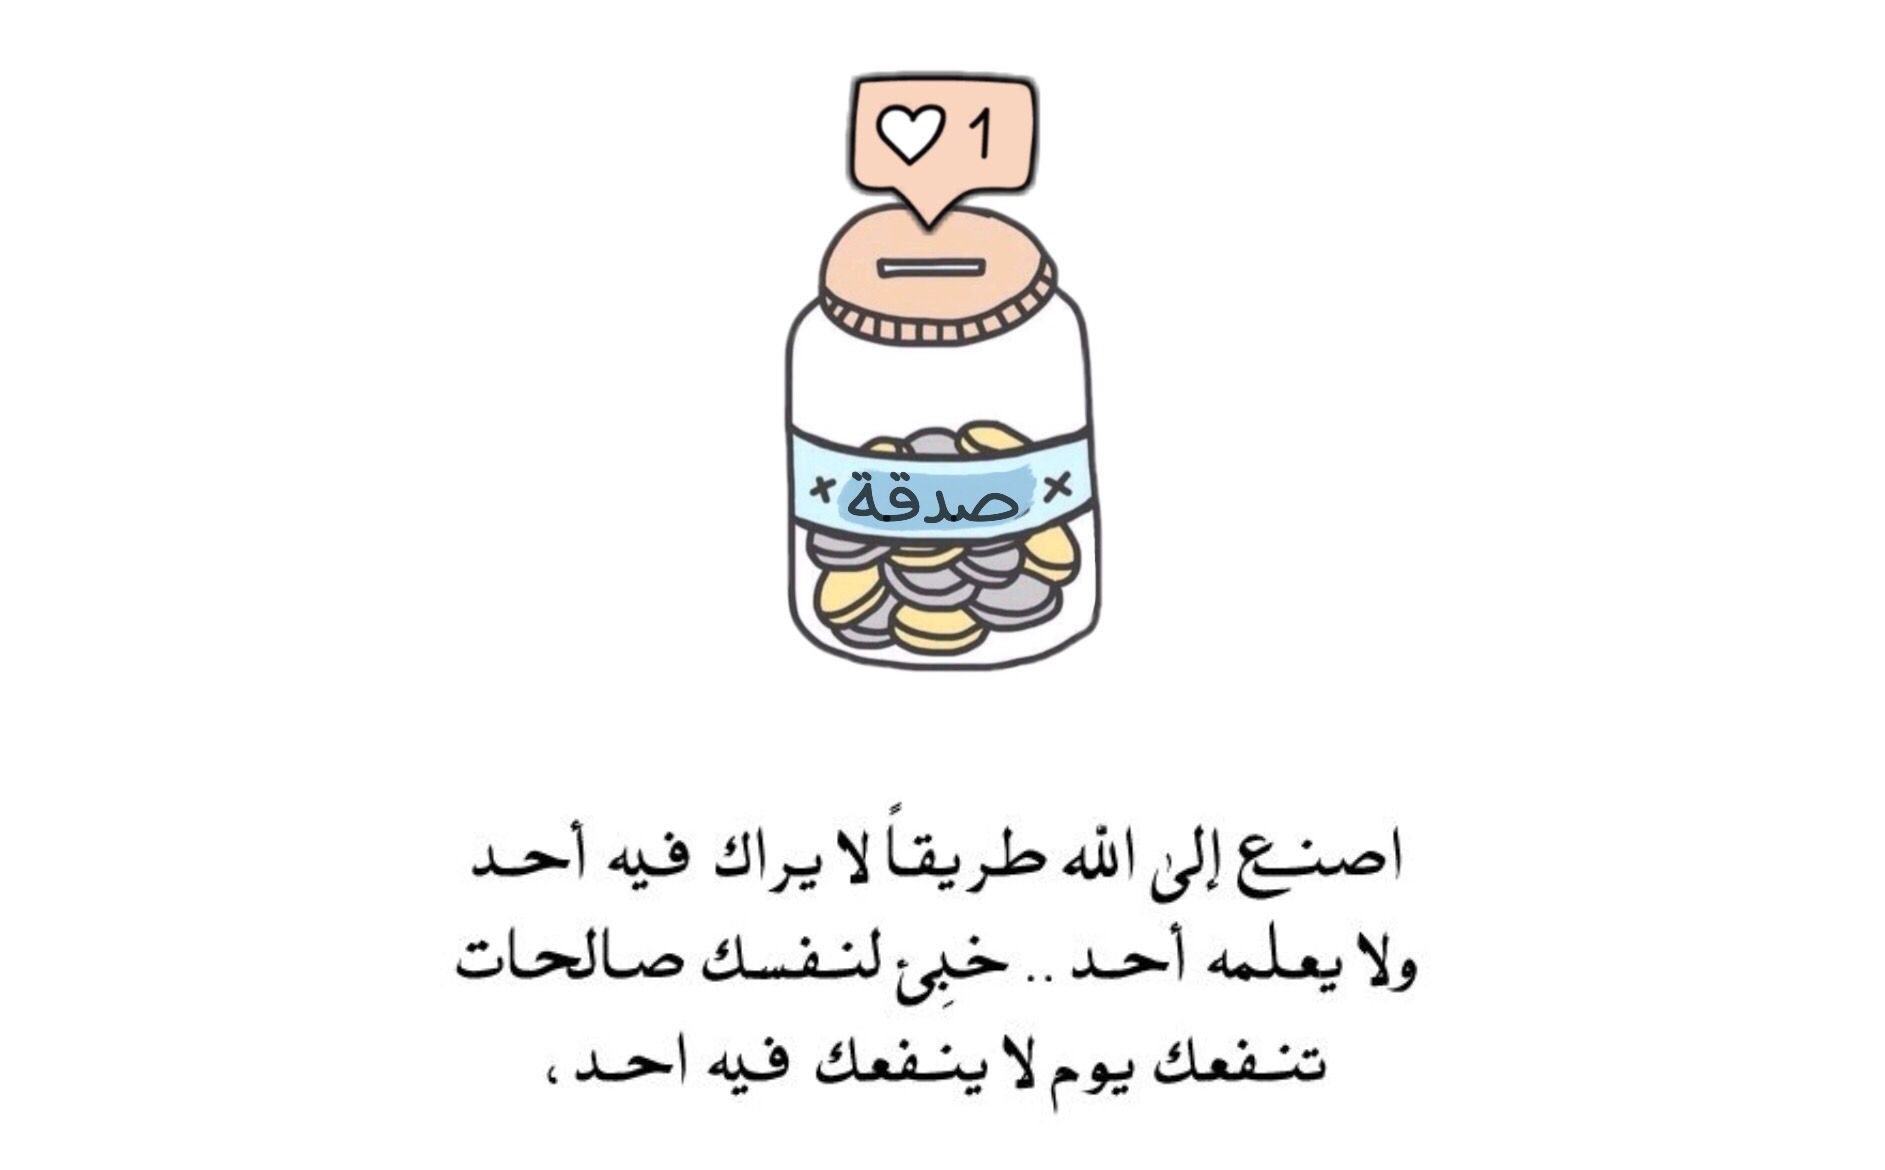 1
صدقة
اصنع إلى الله طريقاً لا يراك فيه أحد
ولا يعلمه أحد .. خبِئ لنفسك صالحات
تنفعك يوم لا ينفعك فيه احد،